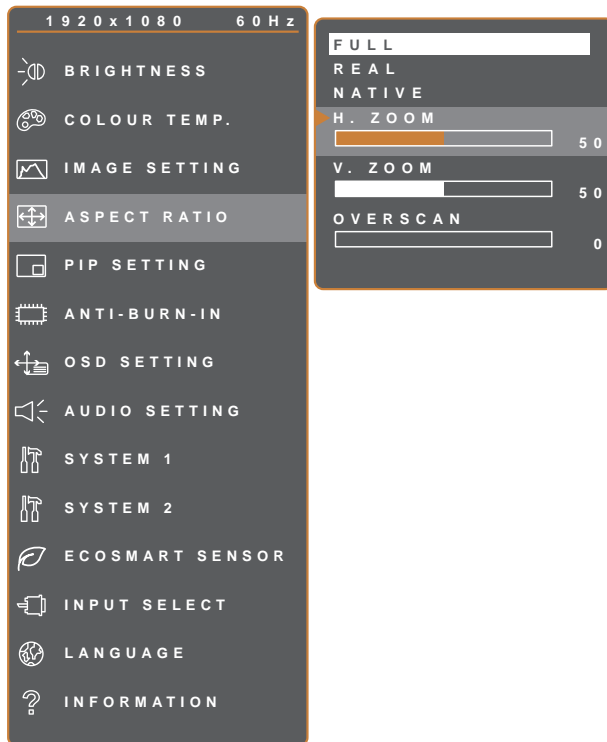 1920x1080 60Hz
BRIGHTNESS
COLOUR TEMP.
IMAGE SETTING
ASPECT RATIO
PIP SETTING
ANTI-BURN-IN
OSD SETTING
AUDIO SETTING
SYSTEM 1
SYSTEM 2
ECOSMART SENSOR
INPUT SELECT
LANGUAGE
INFORMATION
FULL
REAL
NATIVE
H. ZOOM
50
V. ZOOM
50
OVERSCAN
0